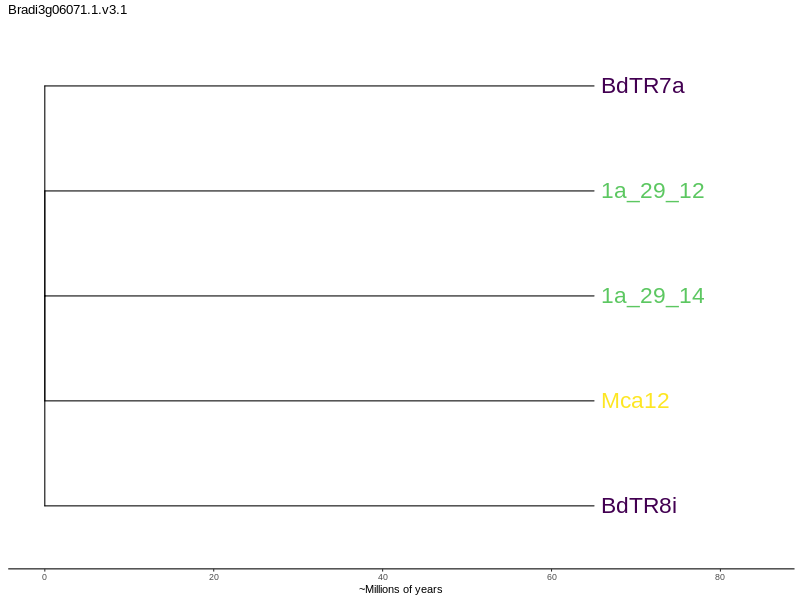 Bradi3g06071.1.v3.1
BdTR7a
1a_29_12
1a_29_14
Mca12
BdTR8i
0 20 40 60 80
~Millions of years